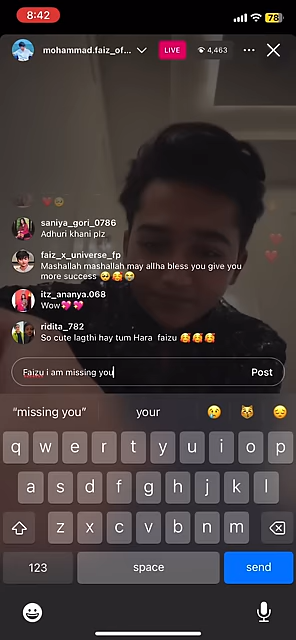 8:42
78
mohammad.faiz_of...
LIVE
4,463
saniya_gori_0786
Adhuri khani plz
faiz_x_universe_fp
Mashallah mashallah may allha bless you give you
more success 🥺🥰😭
itz_ananya.068
Wow💖💖
ridita_782
So cute lagthi hay tum Hara faizu 🥰🥰🥰
Faizu i am missing you
Post
“missing you”
your
q w e r t y u i o p
a s d f g h j k l
z x c v b n m
123
space
send